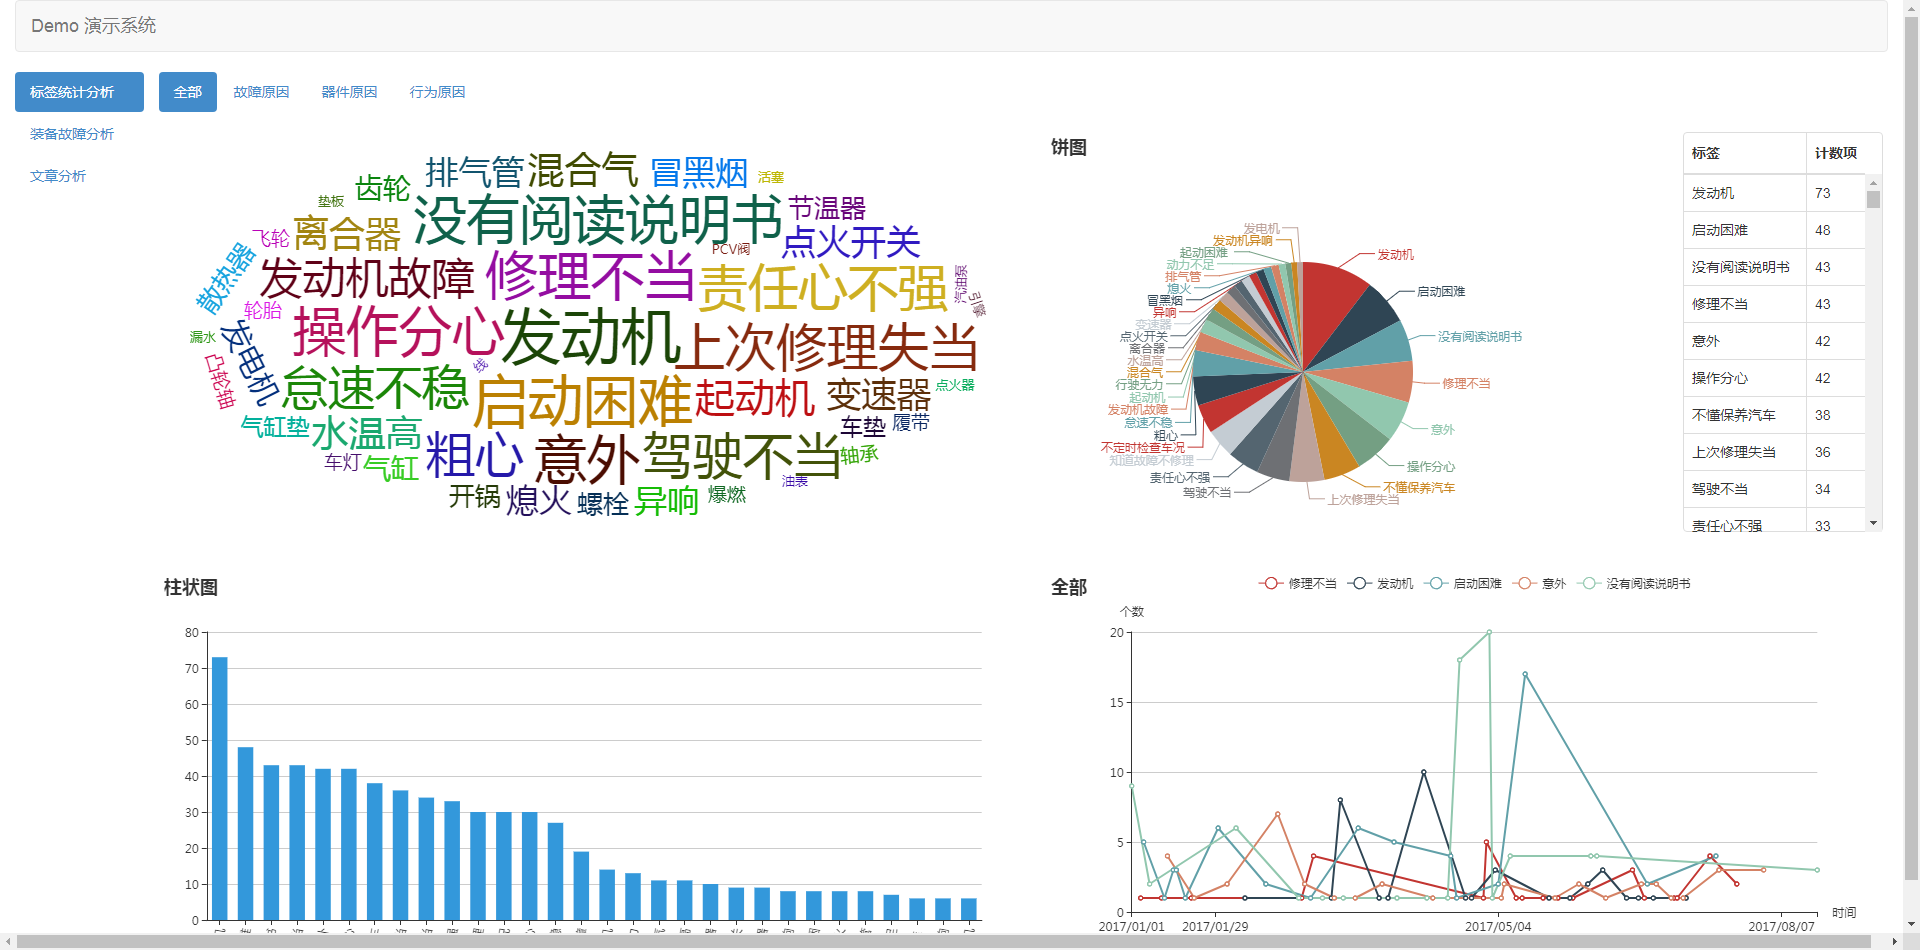 Demo 演示系统
标签统计分析
全部 故障原因 器件原因 行为原因
装备故障分析
文章分析
排气管 混合气 冒黑烟 活塞
垫板 齿轮 没有阅读说明书 节温器
飞轮 离合器 PCV阀 点火开关
散热器 发动机故障 修理不当 责任心不强 汽油泵 引擎
轮胎 操作分心 发动机 上次修理失当
漏水 发电机 凸轮轴 怠速不稳 线 启动困难 起动机 变速器 点火器
气缸垫 水温高 车垫 履带
车灯 气缸 粗心 意外 驾驶不当 轴承
油表
开锅 熄火 螺栓 异响 爆燃
饼图
发电机
发动机异响
起动困难
动力不足
排气管
熄火
冒黑烟
异响
变速器
点火开关
离合器
水温高
混合气
行驶无力
起动机
发动机故障
怠速不稳
粗心
不定时检查车况
知道故障不修理
责任心不强
驾驶不当
发动机
启动困难
没有阅读说明书
修理不当
意外
操作分心
不懂保养汽车
上次修理失当
标签 计数项
发动机 73
启动困难 48
没有阅读说明书 43
修理不当 43
意外 42
操作分心 42
不懂保养汽车 38
上次修理失当 36
驾驶不当 34
责任心不强 33
柱状图
80
70
60
50
40
30
20
10
0
全部
修理不当 发动机 启动困难 意外 没有阅读说明书
个数
20
15
10
5
0
2017/01/01 2017/01/29 2017/05/04 2017/08/07
时间